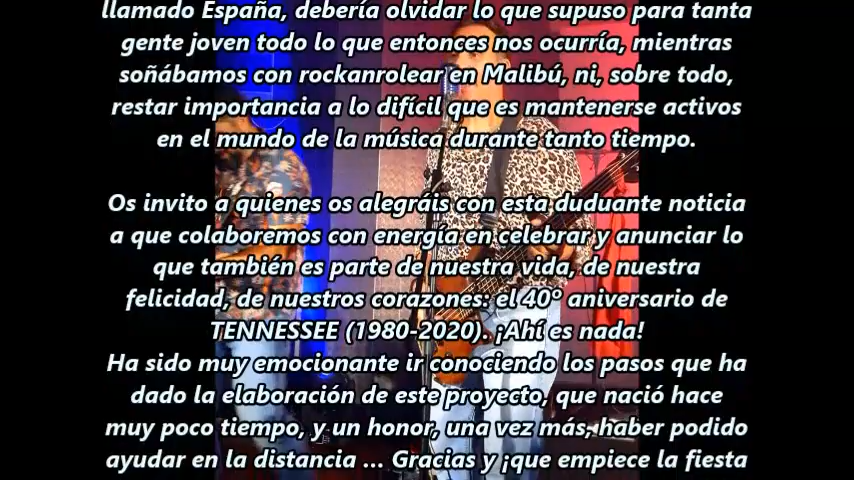 llamado España, debería olvidar lo que supuso para tanta
gente joven todo lo que entonces nos ocurría, mientras
soñábamos con rockanrolear en Malibú, ni, sobre todo,
restar importancia a lo difícil que es mantenerse activos
en el mundo de la música durante tanto tiempo.
Os invito a quienes os alegráis con esta duduante noticia
a que colaboremos con energía en celebrar y anunciar lo
que también es parte de nuestra vida, de nuestra
felicidad, de nuestros corazones: el 40º aniversario de
TENNESSEE (1980-2020). ¡Ahí es nada!
Ha sido muy emocionante ir conociendo los pasos que ha
dado la elaboración de este proyecto, que nació hace
muy poco tiempo, y un honor, una vez más, haber podido
ayudar en la distancia ... Gracias y ¡que empiece la fiesta